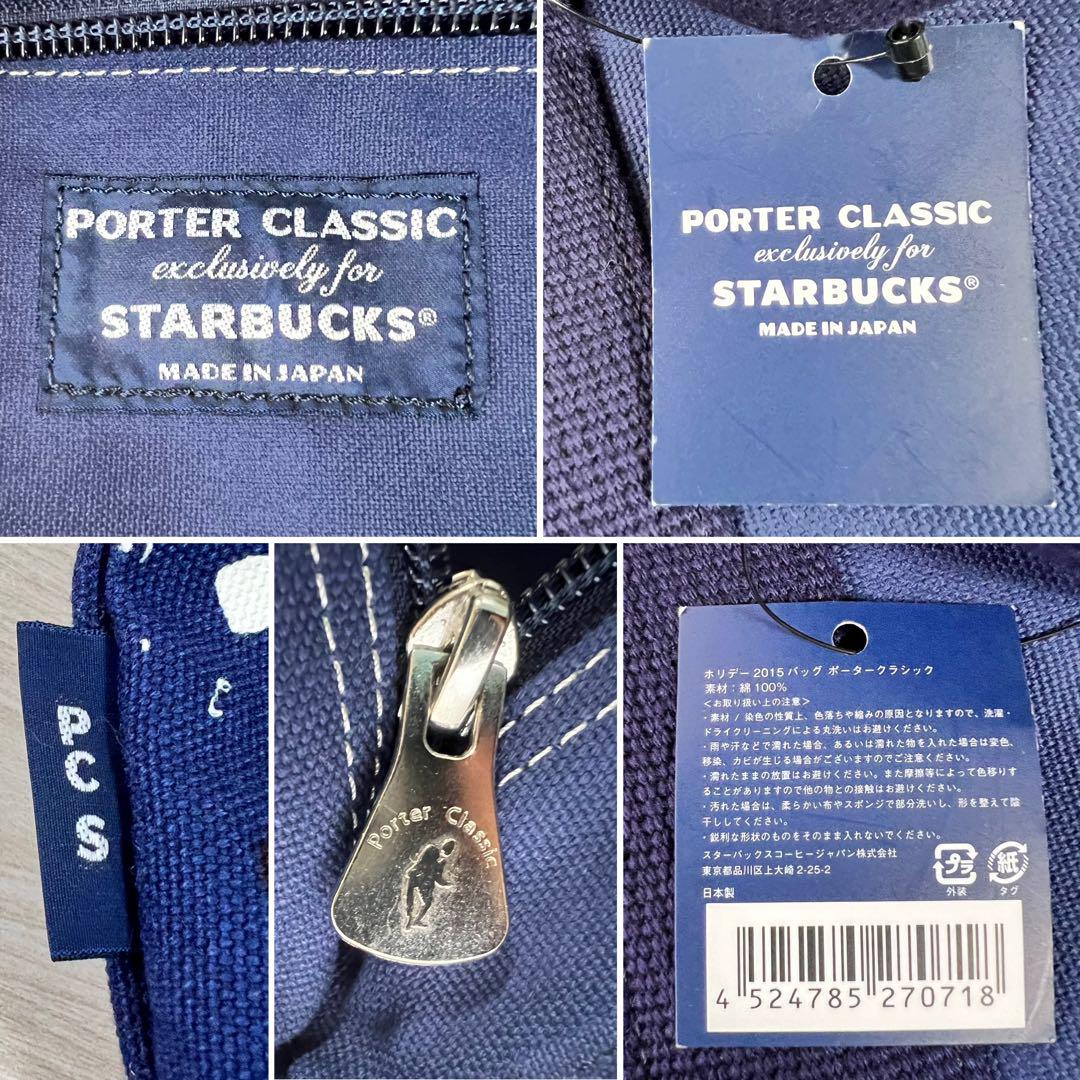 PORTER CLASSIC
exclusively for
STARBUCKS®
MADE IN JAPAN
PORTER CLASSIC
exclusively for
STARBUCKS®
MADE IN JAPAN
PCS
Porter Classic
ホリデー 2015 バッグ ポータークラシック
素材：綿 100%
＜お取り扱い上の注意＞
・素材 / 染色の性質上、色落ちや縮みの原因となりますので、洗濯・
ドライクリーニングによる丸洗いはお避けください。
・雨や汗などで濡れた場合、あるいは濡れた物を入れた場合は変色、
移染、カビが生じる場合がございますのでご注意ください。
・濡れたままの放置はお避けください。また摩擦等によって色移りす
ることがありますので他の物との接触はお避けください。
・汚れた場合は、柔らかい布やスポンジで部分洗いし、形を整えて陰
干ししてください。
・鋭利な形状のものをそのまま入れないでください。
スターバックスコーヒージャパン株式会社
東京都品川区上大崎 2-25-2
日本製
プラ
外装
紙
タグ
4 524785 270718